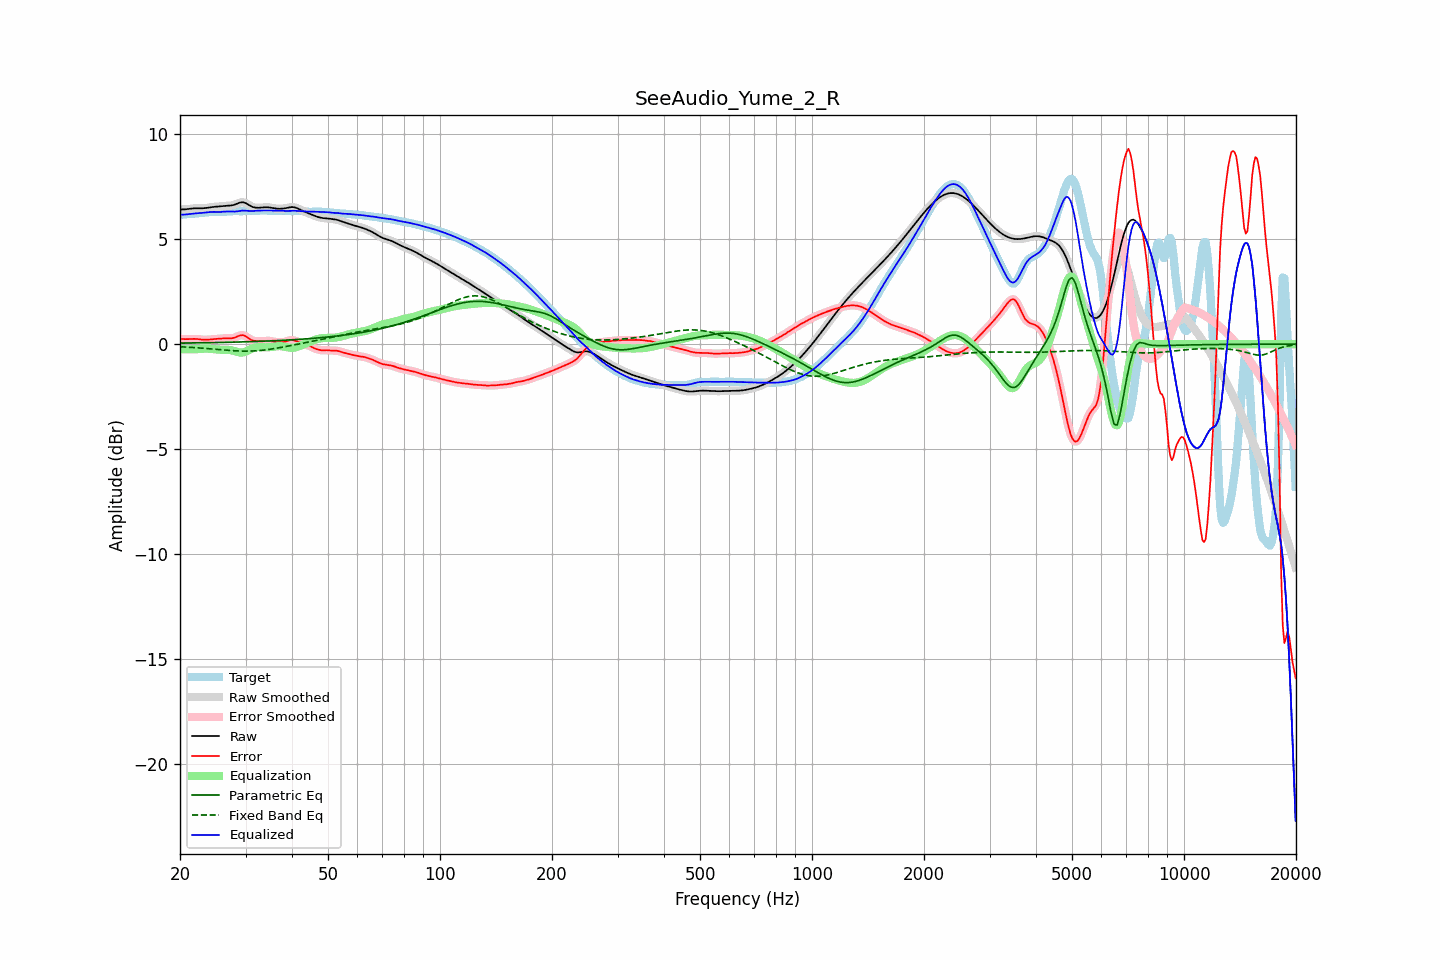 SeeAudio_Yume_2_R
10
5
0
−5
−10
−15
−20
Amplitude (dBr)
Target
Raw Smoothed
Error Smoothed
Raw
Error
Equalization
Parametric Eq
Fixed Band Eq
Equalized
20 50 100 200 500 1000 2000 5000 10000 20000
Frequency (Hz)